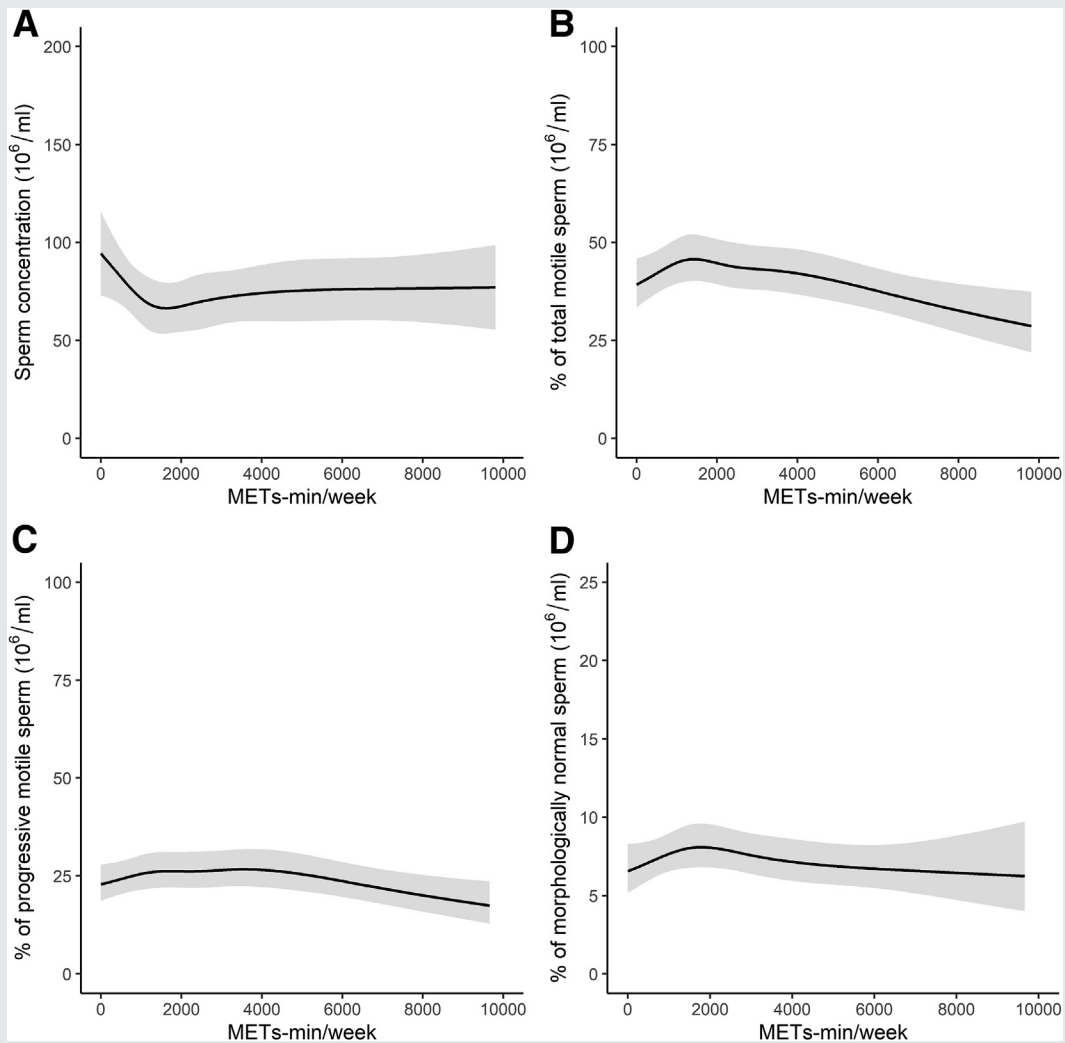 A
Sperm concentration (10⁶/ml)
200
150
100
50
0
0 2000 4000 6000 8000 10000
METs-min/week
B
% of total motile sperm (10⁶/ml)
100
75
50
25
0
0 2000 4000 6000 8000 10000
METs-min/week
C
% of progressive motile sperm (10⁶/ml)
100
75
50
25
0
0 2000 4000 6000 8000 10000
METs-min/week
D
% of morphologically normal sperm (10⁶/ml)
25
20
15
10
5
0
0 2000 4000 6000 8000 10000
METs-min/week